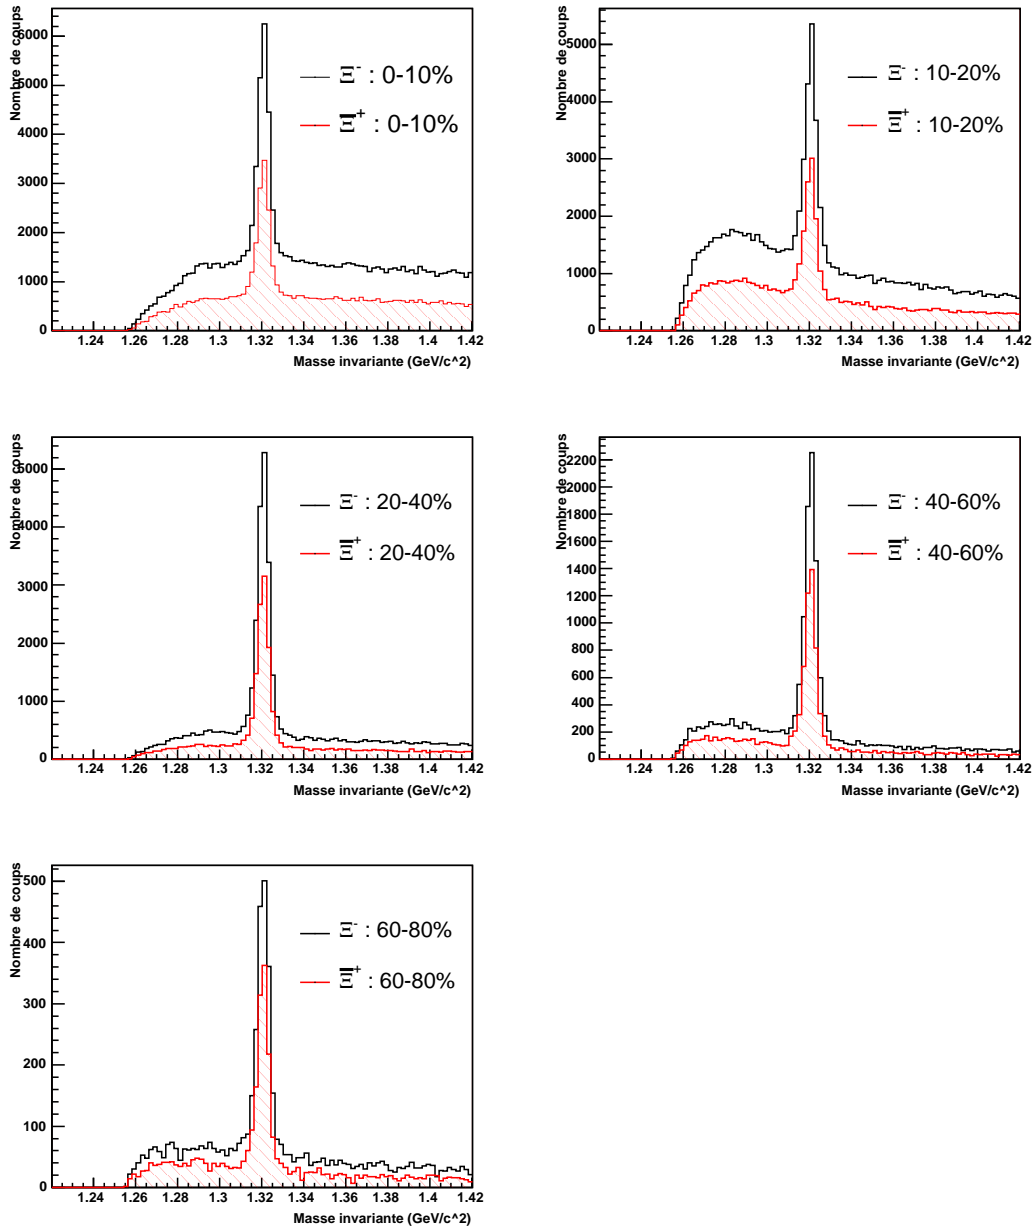 Nombre de coups
6000
5000
4000
3000
2000
1000
0
Ξ⁻ : 0-10%
Ξ̅⁺ : 0-10%
1.24 1.26 1.28 1.3 1.32 1.34 1.36 1.38 1.4 1.42
Masse invariante (GeV/c^2)
Nombre de coups
5000
4000
3000
2000
1000
0
Ξ⁻ : 10-20%
Ξ̅⁺ : 10-20%
1.24 1.26 1.28 1.3 1.32 1.34 1.36 1.38 1.4 1.42
Masse invariante (GeV/c^2)
Nombre de coups
5000
4000
3000
2000
1000
0
Ξ⁻ : 20-40%
Ξ̅⁺ : 20-40%
1.24 1.26 1.28 1.3 1.32 1.34 1.36 1.38 1.4 1.42
Masse invariante (GeV/c^2)
Nombre de coups
2200
2000
1800
1600
1400
1200
1000
800
600
400
200
0
Ξ⁻ : 40-60%
Ξ̅⁺ : 40-60%
1.24 1.26 1.28 1.3 1.32 1.34 1.36 1.38 1.4 1.42
Masse invariante (GeV/c^2)
Nombre de coups
500
400
300
200
100
0
Ξ⁻ : 60-80%
Ξ̅⁺ : 60-80%
1.24 1.26 1.28 1.3 1.32 1.34 1.36 1.38 1.4 1.42
Masse invariante (GeV/c^2)